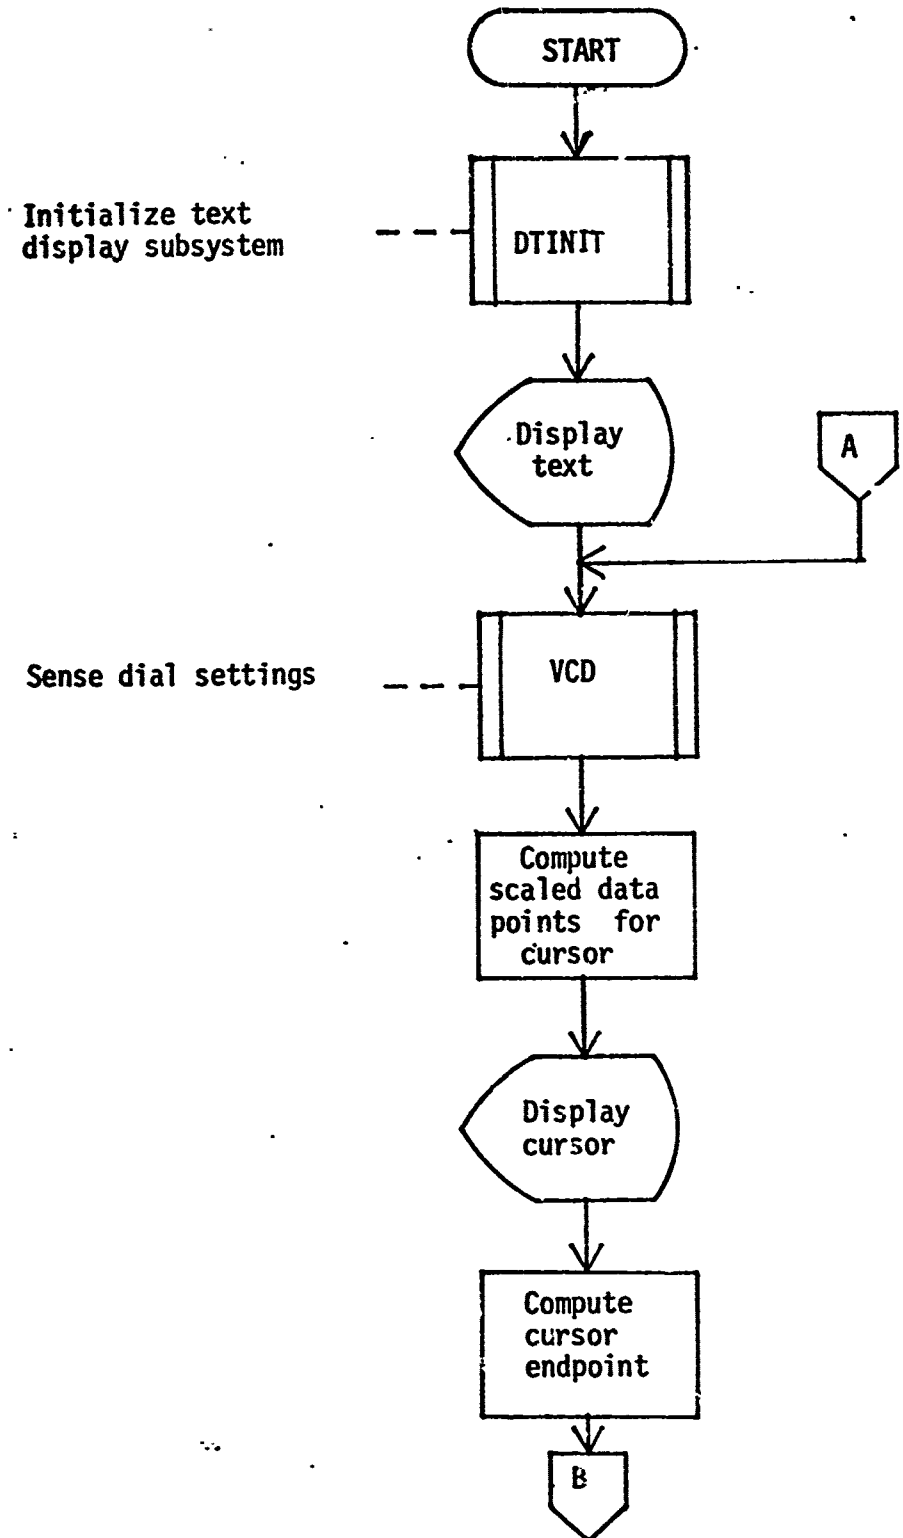 START
Initialize text
display subsystem
DTINIT
Display
text
A
Sense dial settings
VCD
Compute
scaled data
points for
cursor
Display
cursor
Compute
cursor
endpoint
B